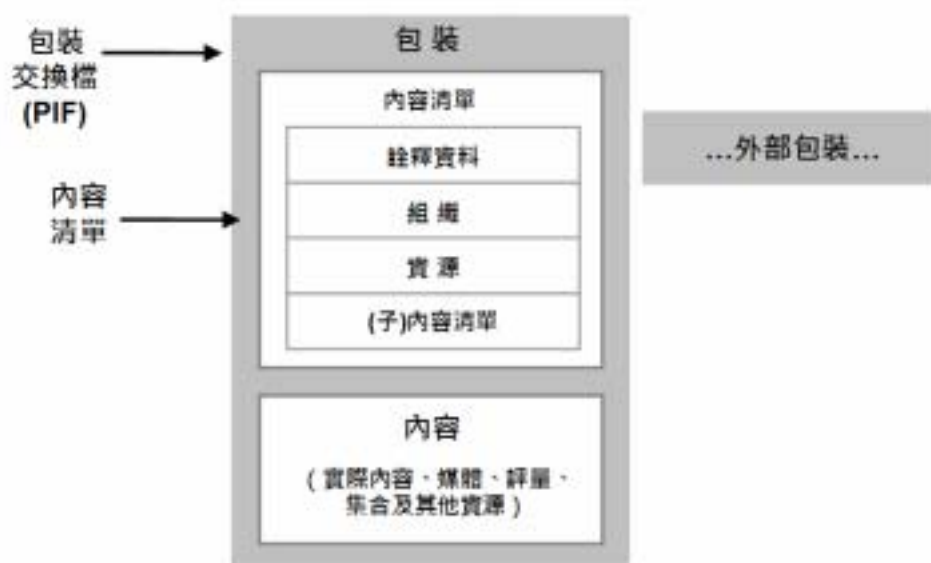 包裝
交換檔
(PIF)
內容
清單
包 裝
內容清單
詮釋資料
組 織
資 源
(子)內容清單
內容
( 實際內容、媒體、評量、
集合及其他資源 )
...外部包裝...